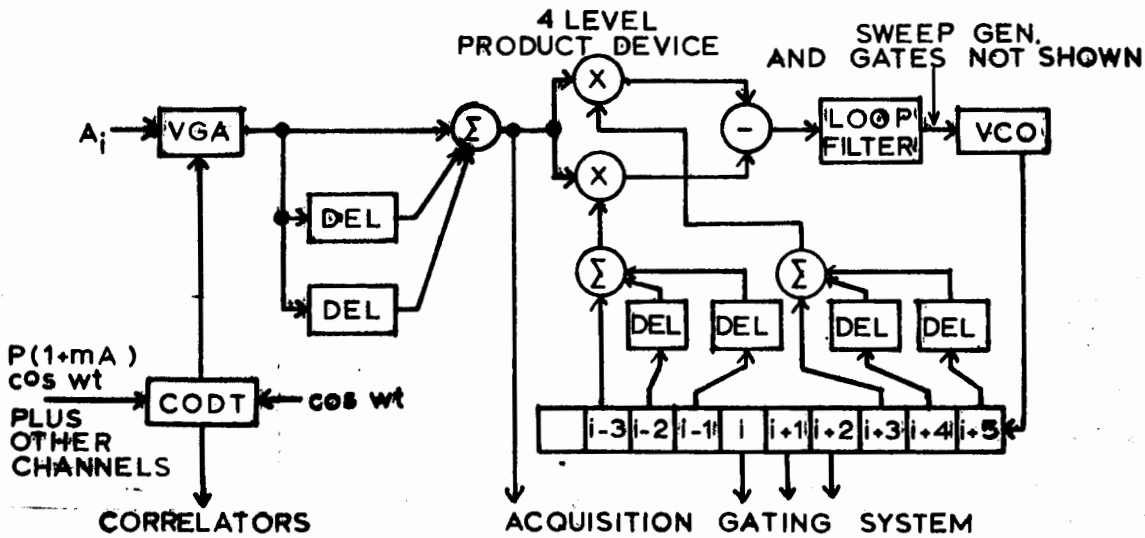 4 LEVEL
PRODUCT DEVICE
SWEEP GEN.
AND GATES NOT SHOWN
A i
VGA
Σ
X
-
LOOP
FILTER
VCO
X
DEL
DEL
Σ
Σ
DEL
DEL
DEL
DEL
P(1+mA)
cos wt
CODT
cos wt
PLUS
OTHER
CHANNELS
i-3 i-2 i-1 i i+1 i+2 i+3 i+4 i+5
CORRELATORS
ACQUISITION GATING SYSTEM